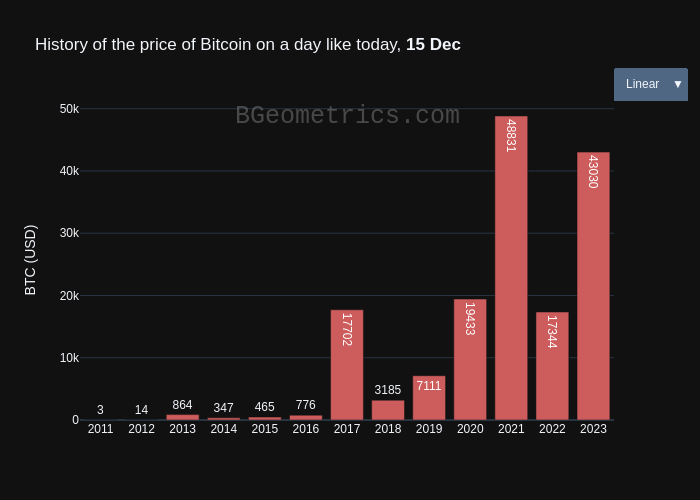 History of the price of Bitcoin on a day like today, 15 Dec
Linear ▼
BGeometrics.com
BTC (USD)
50k
40k
30k
20k
10k
0
3
14
864
347
465
776
17702
3185
7111
19433
48831
17344
43030
2011 2012 2013 2014 2015 2016 2017 2018 2019 2020 2021 2022 2023